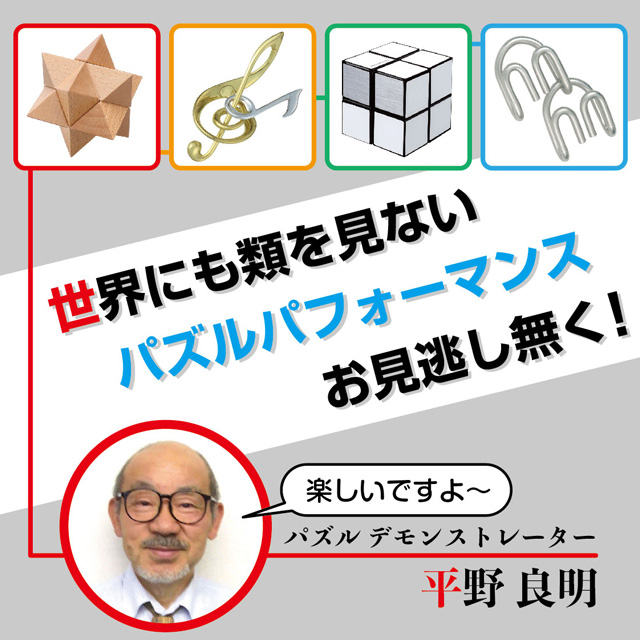 世界にも類を見ない
パズルパフォーマンス
お見逃し無く!
楽しいですよ～
パズル デモンストレーター
平野 良明